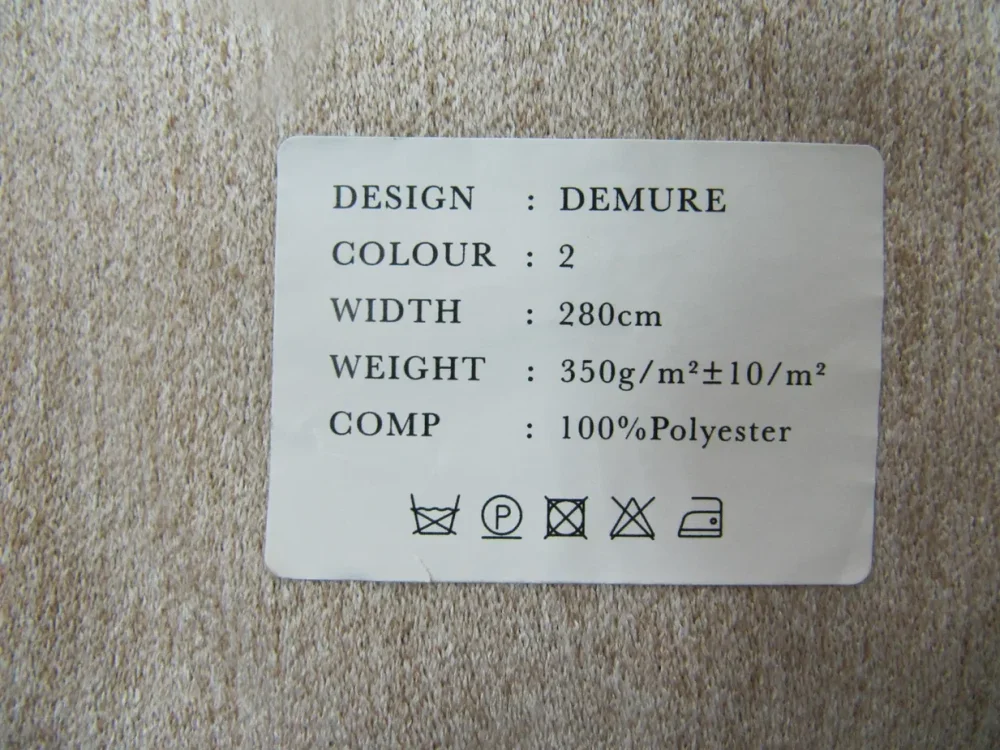 DESIGN : DEMURE
COLOUR : 2
WIDTH : 280cm
WEIGHT : 350g/m²±10/m²
COMP : 100%Polyester
P